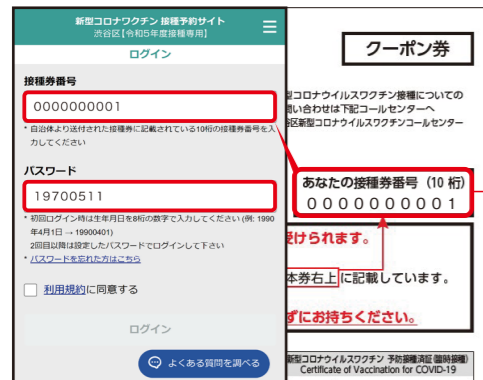 新型コロナワクチン 接種予約サイト
渋谷区【令和5年度接種専用】
ログイン
接種券番号
0000000001
* 自治体より送付された接種券に記載されている10桁の接種券番号を入
力してください
パスワード
19700511
* 初回ログイン時は生年月日を8桁の数字で入力してください (例: 1990
年4月1日 → 19900401)
2回目以降は設定したパスワードでログインして下さい
* パスワードを忘れた方はこちら
利用規約に同意する
ログイン
よくある質問を調べる
クーポン券
型コロナウイルスワクチン接種についての
問い合わせは下記コールセンターへ
谷区新型コロナウイルスワクチンコールセンター
あなたの接種券番号（10 桁）
0000000001
受けられます。
本券右上に記載しています。
ずにお持ちください。
新型コロナウイルスワクチン 予防接種済証(臨時接種)
Certificate of Vaccination for COVID-19